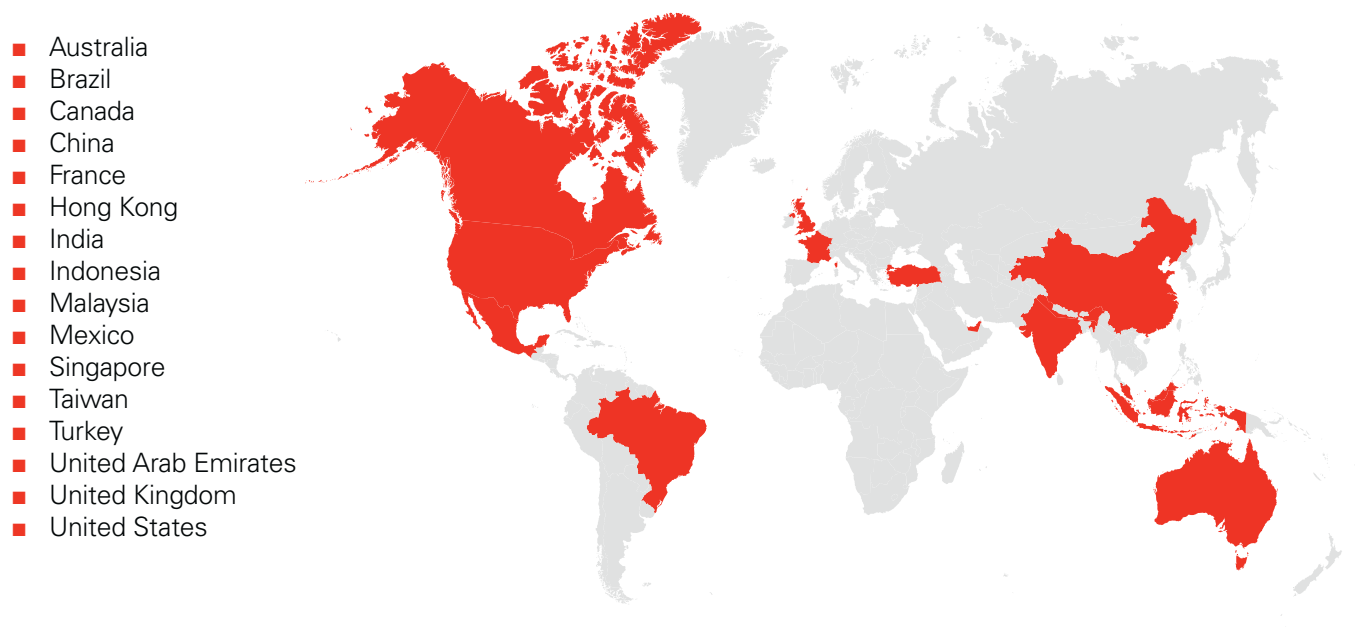 Australia
Brazil
Canada
China
France
Hong Kong
India
Indonesia
Malaysia
Mexico
Singapore
Taiwan
Turkey
United Arab Emirates
United Kingdom
United States